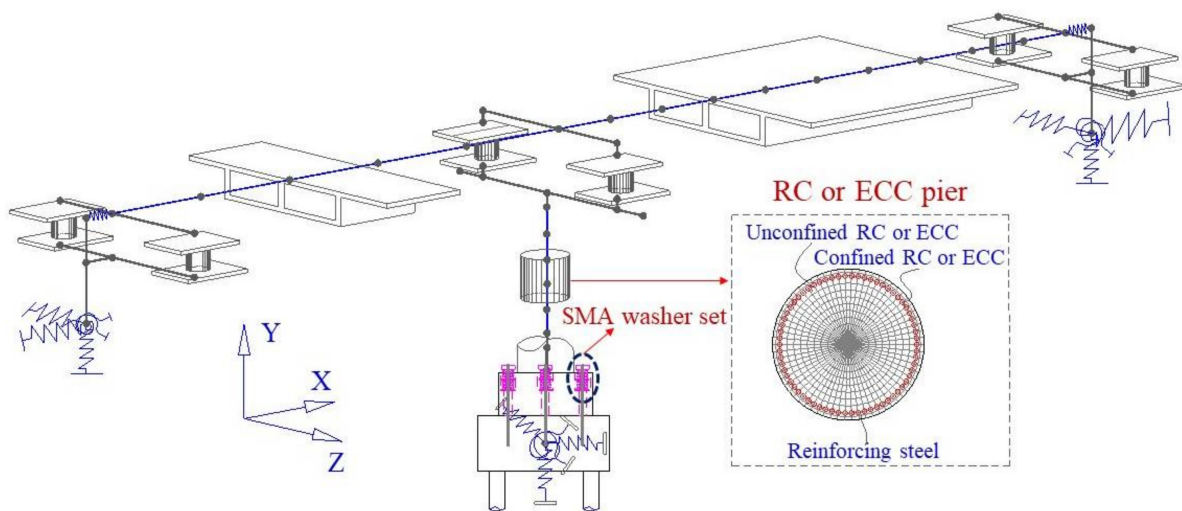 RC or ECC pier
Unconfined RC or ECC
Confined RC or ECC
SMA washer set
Y
X
Z
Reinforcing steel